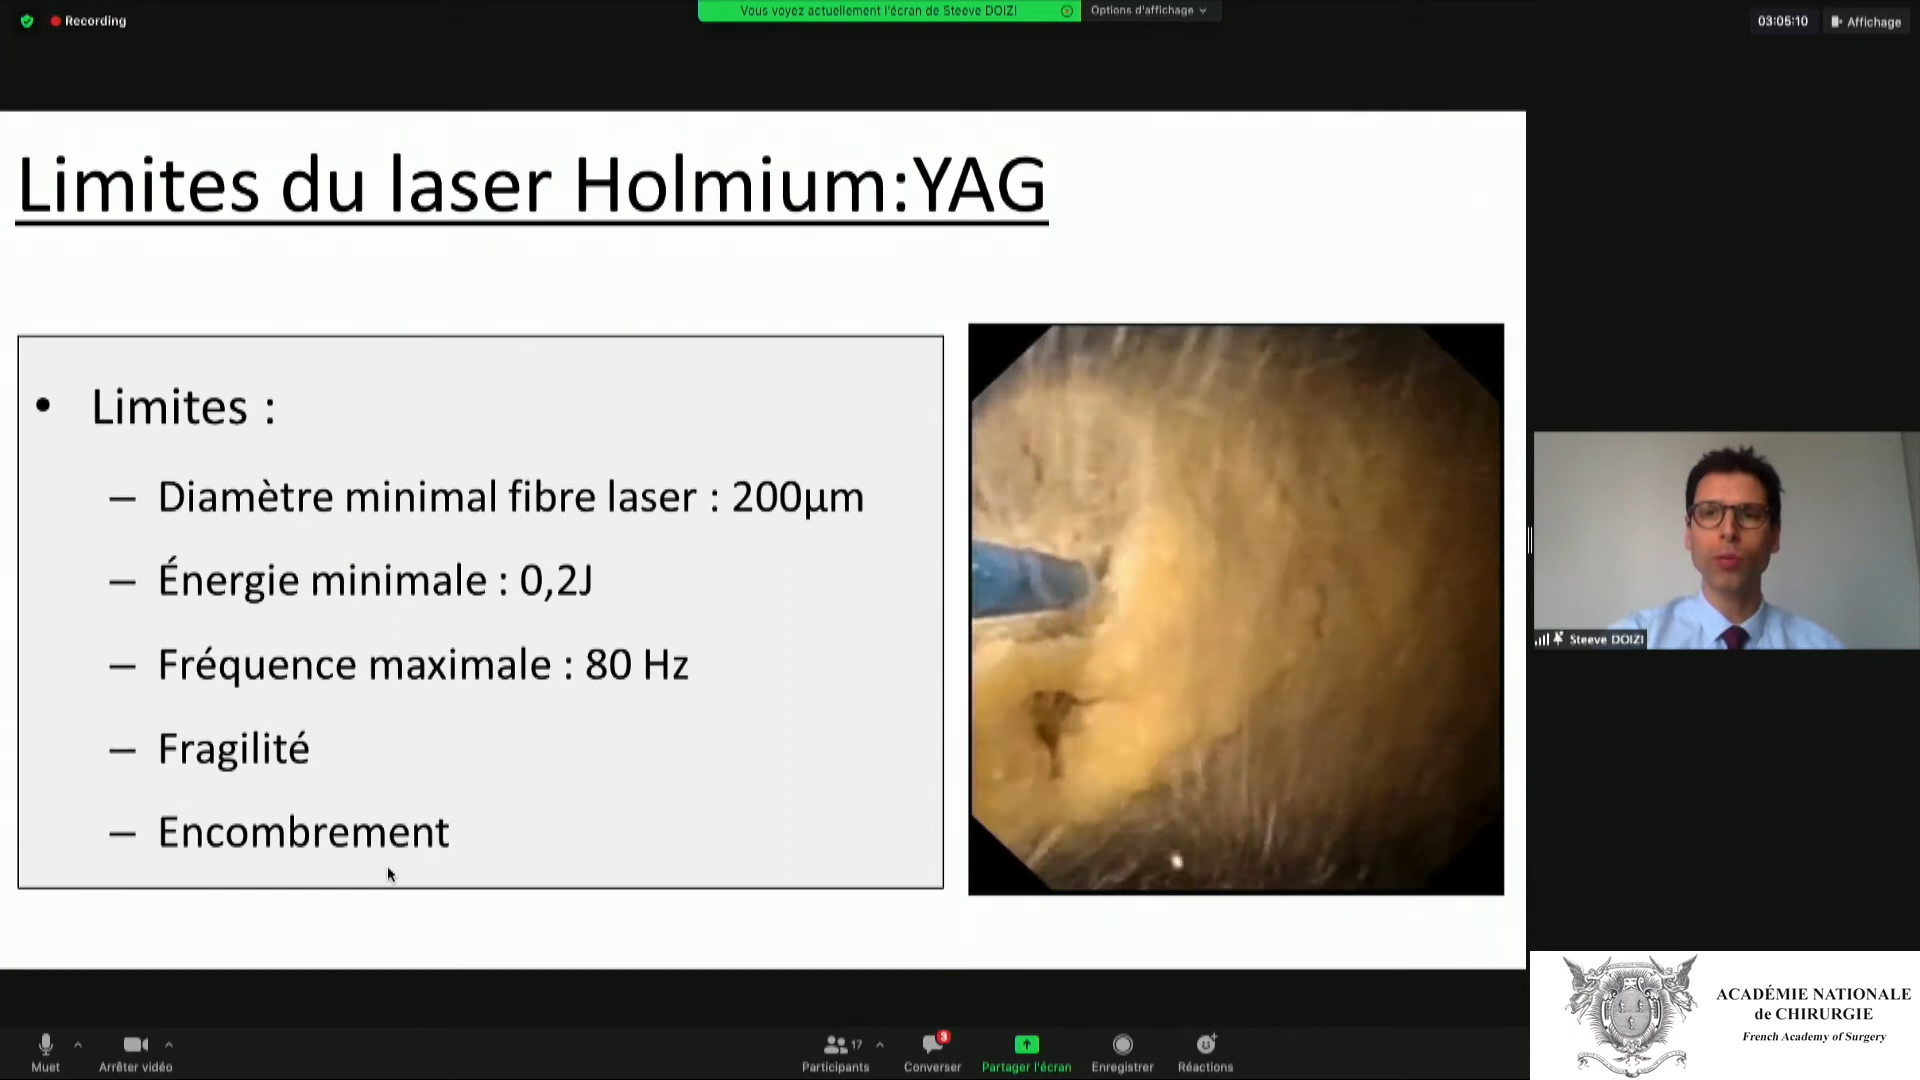 Recording
Vous voyez actuellement l'écran de Steeve DOIZI
Options d'affichage
03:05:10
Affichage
Limites du laser Holmium:YAG
• Limites :
– Diamètre minimal fibre laser : 200µm
– Énergie minimale : 0,2J
– Fréquence maximale : 80 Hz
– Fragilité
– Encombrement
Steeve DOIZI
ACADÉMIE NATIONALE
de CHIRURGIE
French Academy of Surgery
Muet
Arrêter vidéo
17
Participants
3
Converser
Partager l'écran
Enregistrer
Réactions